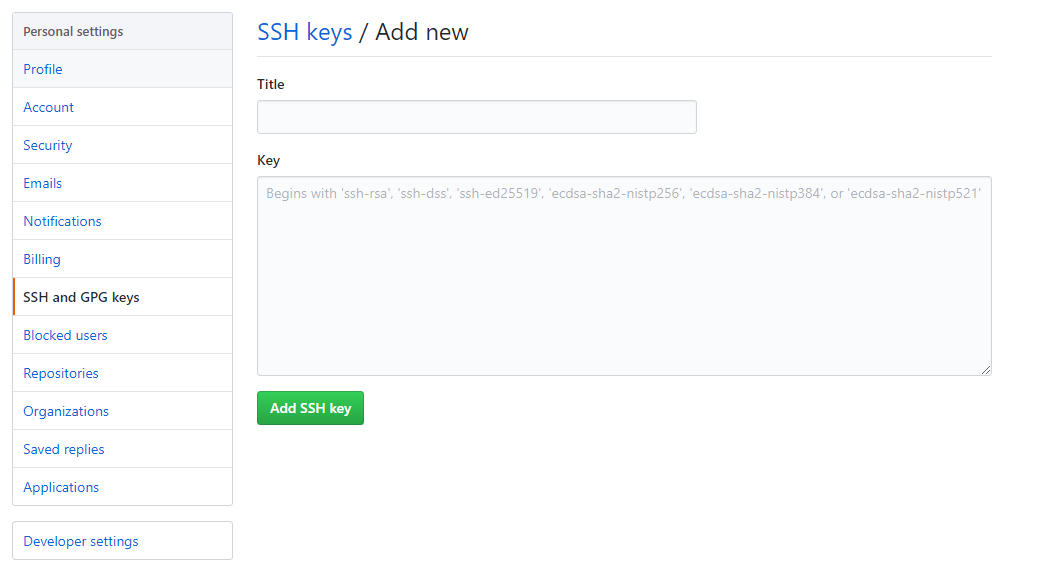 Personal settings
Profile
Account
Security
Emails
Notifications
Billing
SSH and GPG keys
Blocked users
Repositories
Organizations
Saved replies
Applications
Developer settings
SSH keys / Add new
Title
Key
Begins with 'ssh-rsa', 'ssh-dss', 'ssh-ed25519', 'ecdsa-sha2-nistp256', 'ecdsa-sha2-nistp384', or 'ecdsa-sha2-nistp521'
Add SSH key